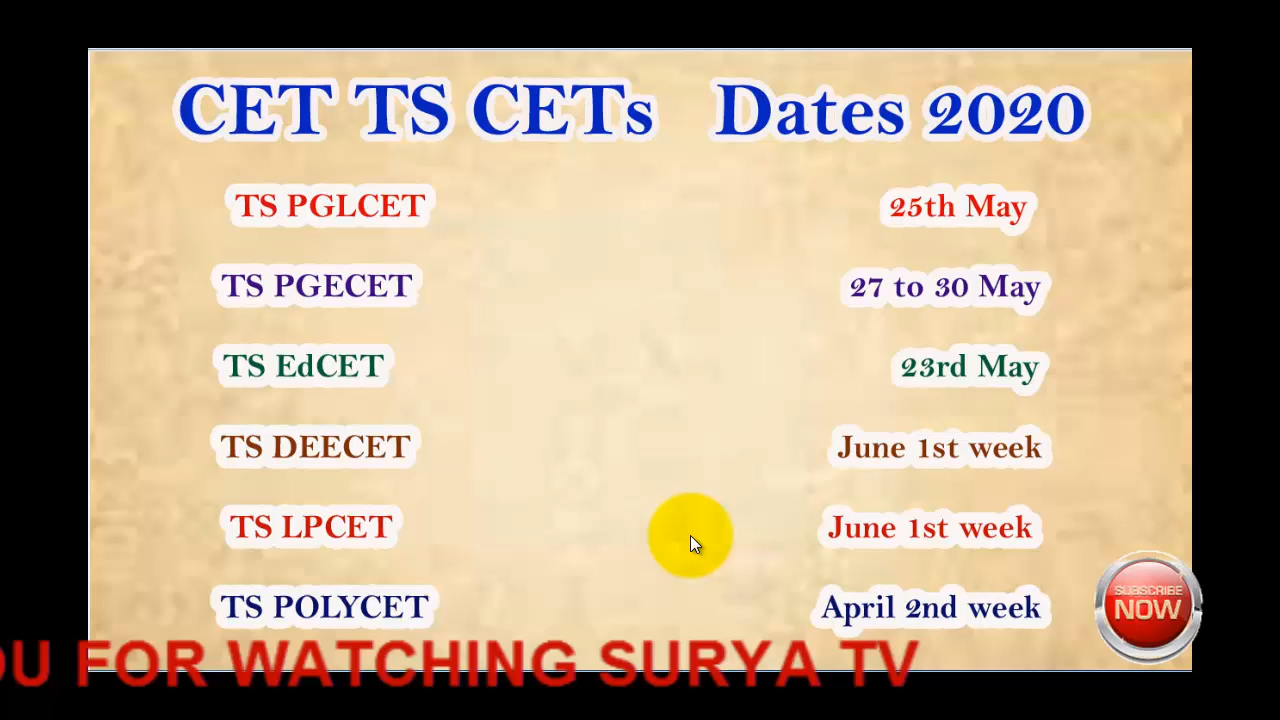 CET TS CETs Dates 2020
TS PGLCET 25th May
TS PGECET 27 to 30 May
TS EdCET 23rd May
TS DEECET June 1st week
TS LPCET June 1st week
TS POLYCET April 2nd week
SUBSCRIBE
NOW
OU FOR WATCHING SURYA TV